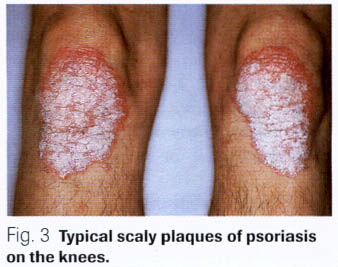 Fig. 3 Typical scaly plaques of psoriasis
on the knees.